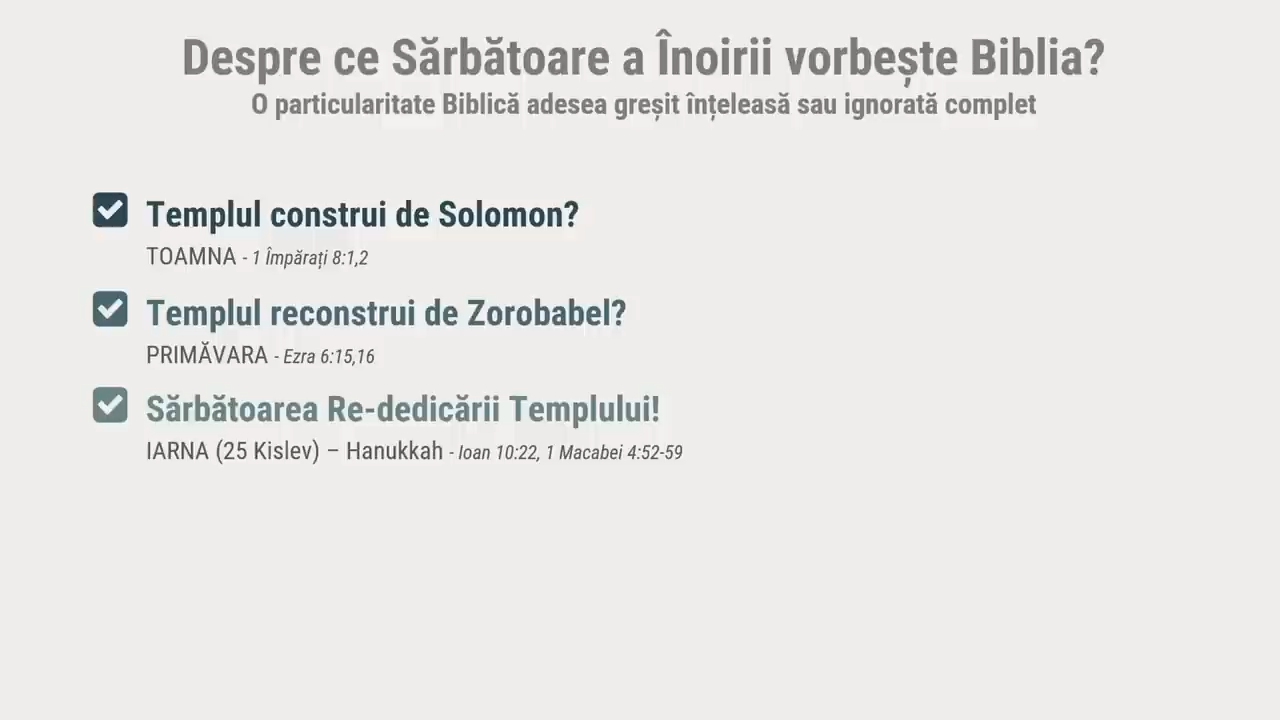 Despre ce Sărbătoare a Înoirii vorbește Biblia?
O particularitate Biblică adesea greșit înțeleasă sau ignorată complet
Templul construi de Solomon?
TOAMNA - 1 Împărați 8:1,2
Templul reconstrui de Zorobabel?
PRIMĂVARA - Ezra 6:15,16
Sărbătoarea Re-dedicării Templului!
IARNA (25 Kislev) – Hanukkah - Ioan 10:22, 1 Macabei 4:52-59